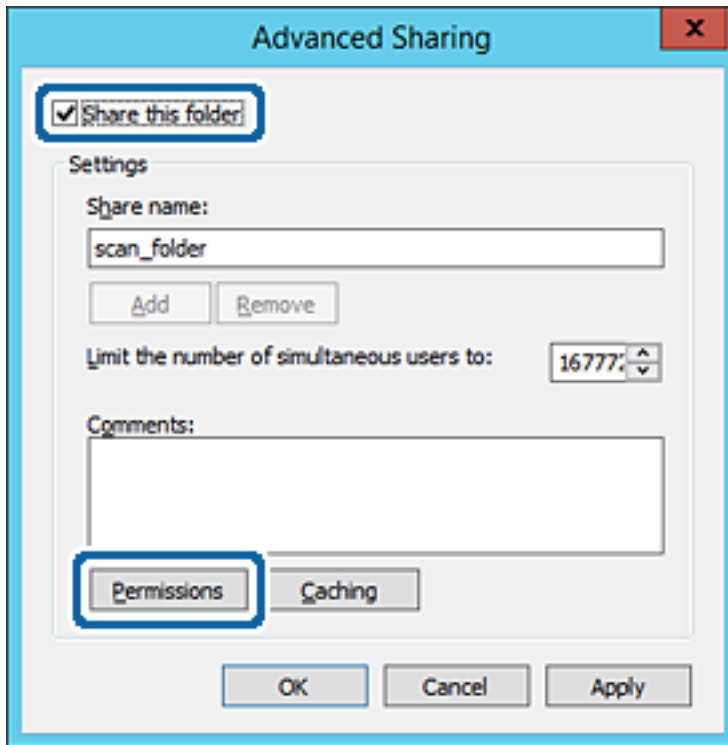 Advanced Sharing
x
Share this folder
Settings
Share name:
scan_folder
Add Remove
Limit the number of simultaneous users to:
Comments:
Permissions Caching
OK Cancel Apply